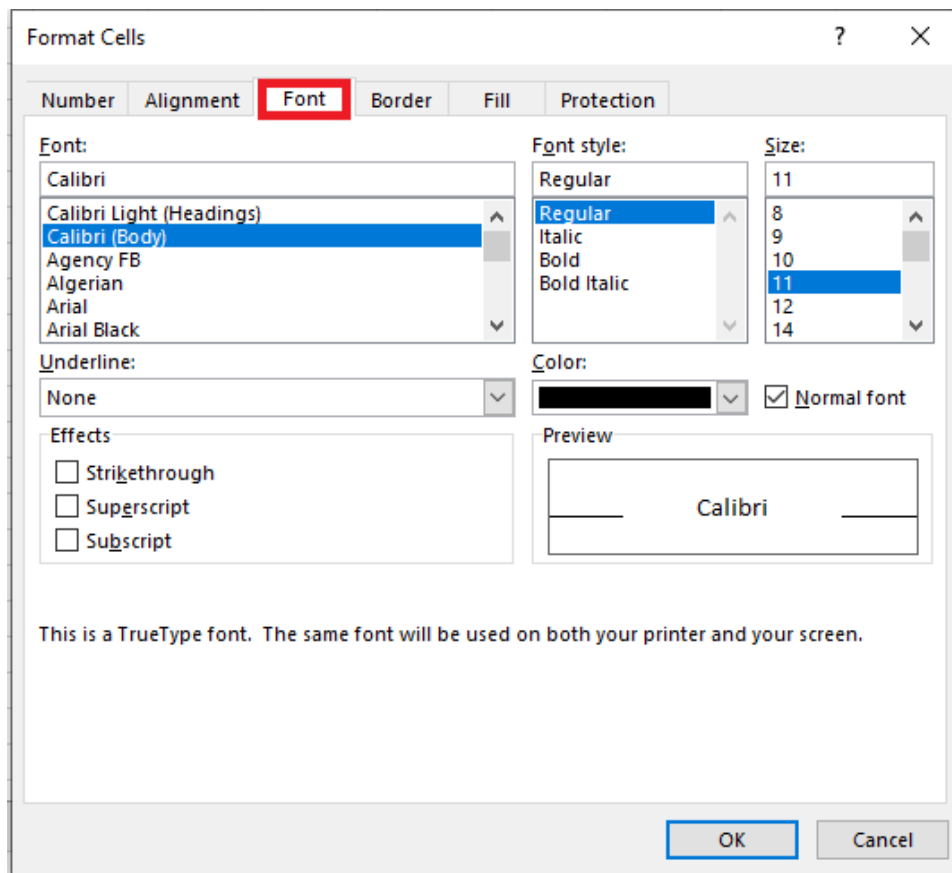 Format Cells ?
Number Alignment Font Border Fill Protection
Font: Font style: Size:
Calibri Regular 11
Calibri Light (Headings) Regular 8
Calibri (Body) Italic 9
Agency FB Bold 10
Algerian Bold Italic 11
Arial 12
Arial Black 14
Underline: Color:
None Normal font
Effects Preview
Strikethrough
Superscript Calibri
Subscript
This is a TrueType font.  The same font will be used on both your printer and your screen.
OK Cancel